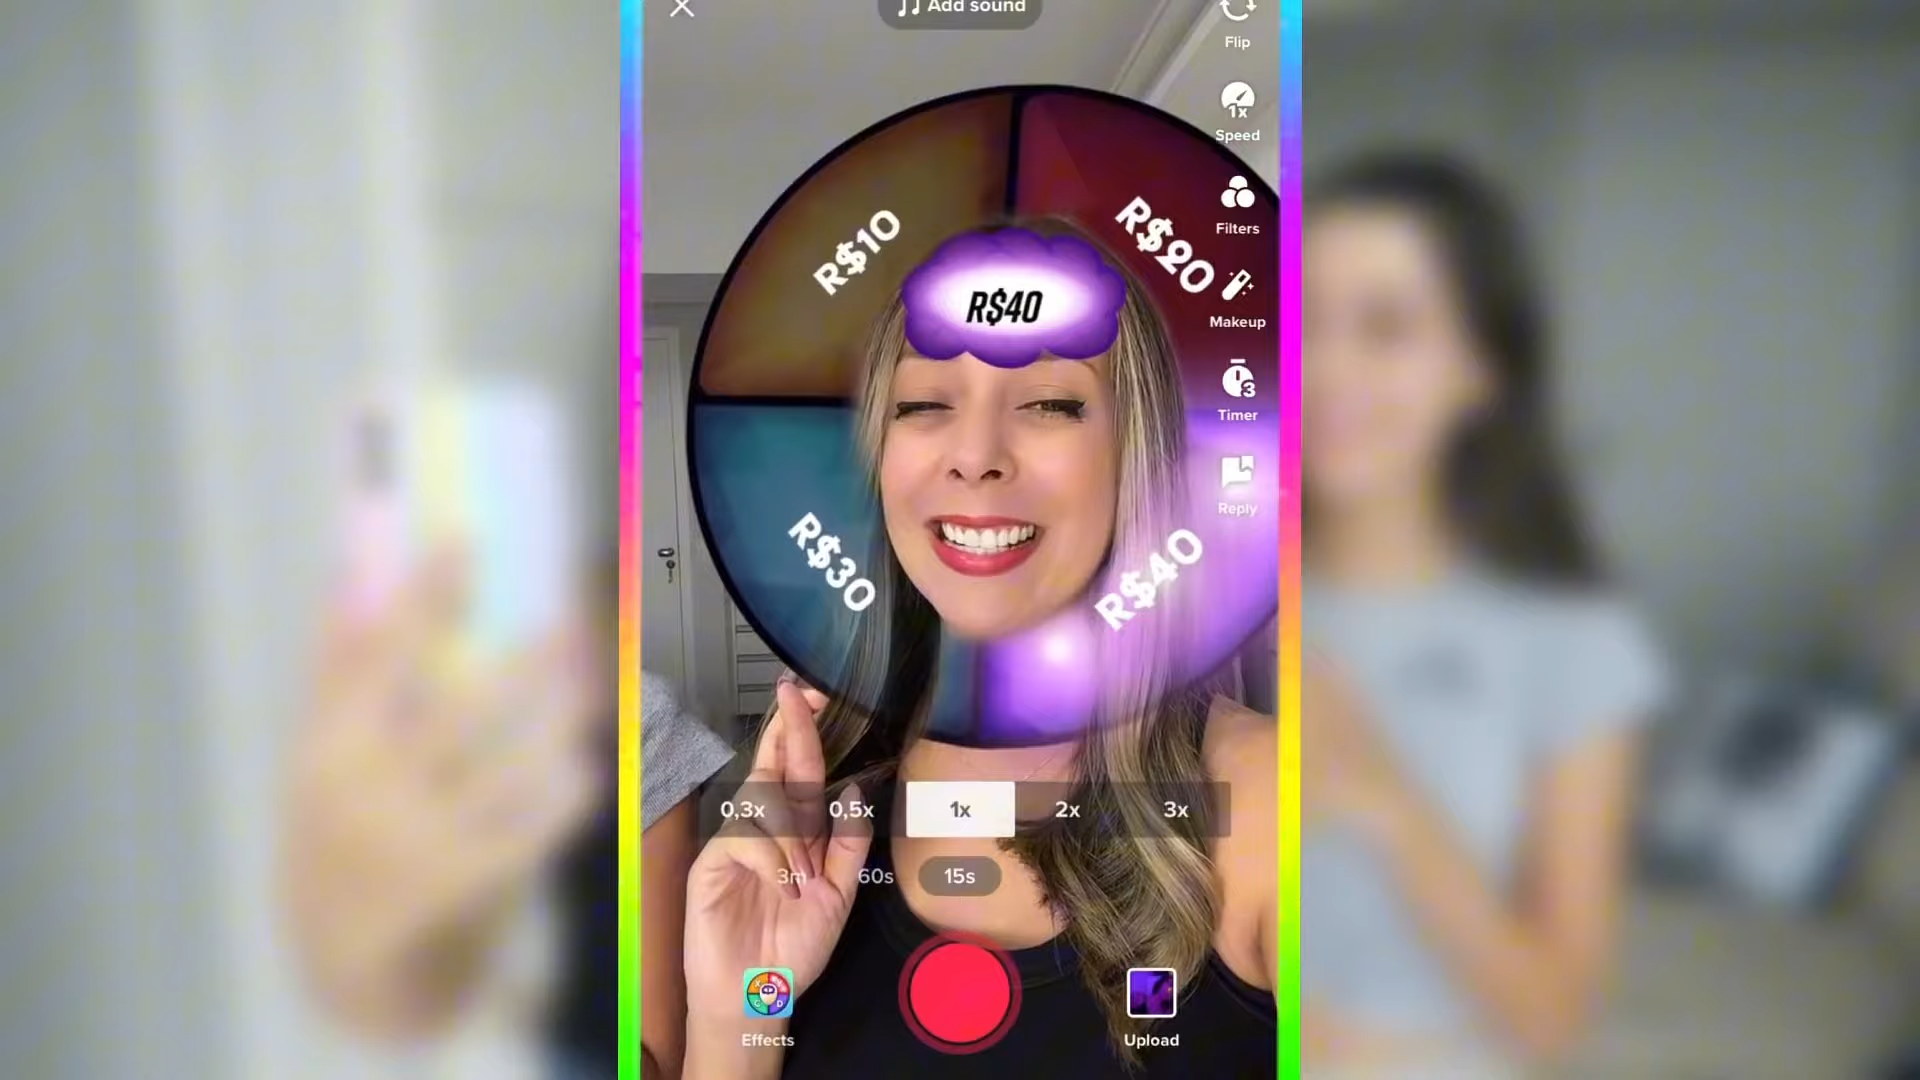 Add sound
Flip
1x
Speed
Filters
Makeup
3
Timer
Reply
R$10
R$20
R$40
R$30
R$40
0,3x
0,5x
1x
2x
3x
3m
60s
15s
Effects
Upload